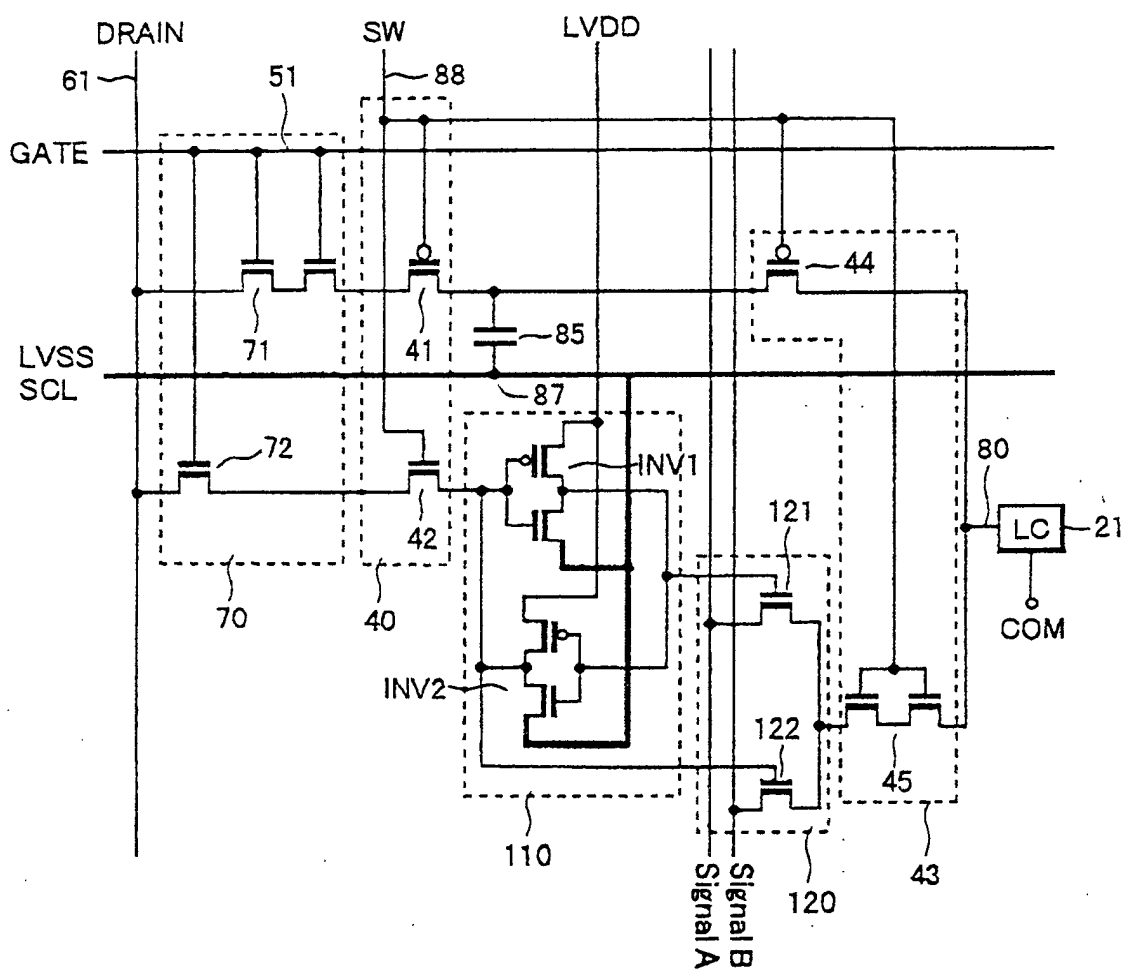 DRAIN
SW
LVDD
61
51
88
GATE
44
71
41
85
LVSS
SCL
87
72
INV1
80
42
121
LC
21
70
40
COM
INV2
122
45
110
120
43
Signal A
Signal B